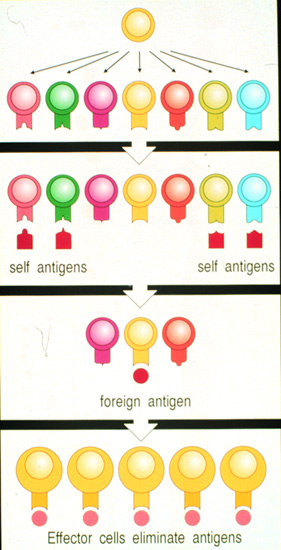 self antigens
self antigens
foreign antigen
Effector cells eliminate antigens